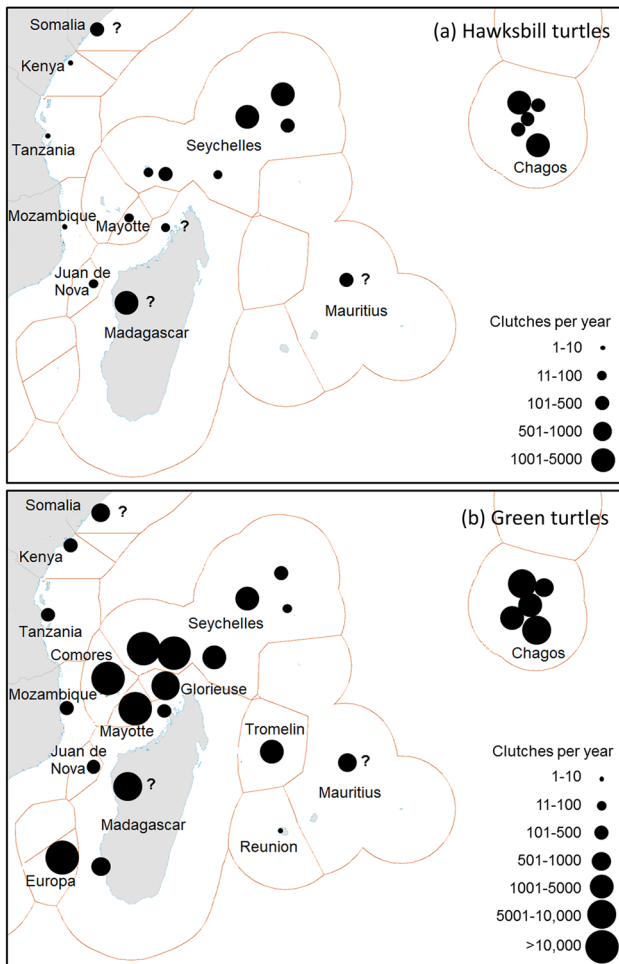 (a) Hawksbill turtles
Somalia
?
Kenya
Tanzania
Seychelles
Chagos
Mozambique
Mayotte
?
Juan de
Nova
?
Madagascar
?
Mauritius
Clutches per year
1-10
11-100
101-500
501-1000
1001-5000
(b) Green turtles
Somalia
?
Kenya
Tanzania
Seychelles
Comores
Chagos
Mozambique
Glorieuse
Mayotte
Tromelin
Juan de
Nova
?
?
Mauritius
Madagascar
Reunion
Europa
Clutches per year
1-10
11-100
101-500
501-1000
1001-5000
5001-10,000
>10,000